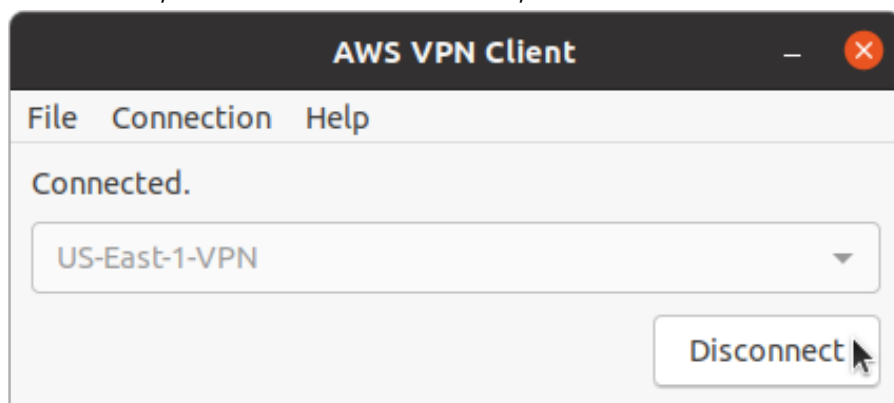 AWS VPN Client
File Connection Help
Connected.
US-East-1-VPN
Disconnect